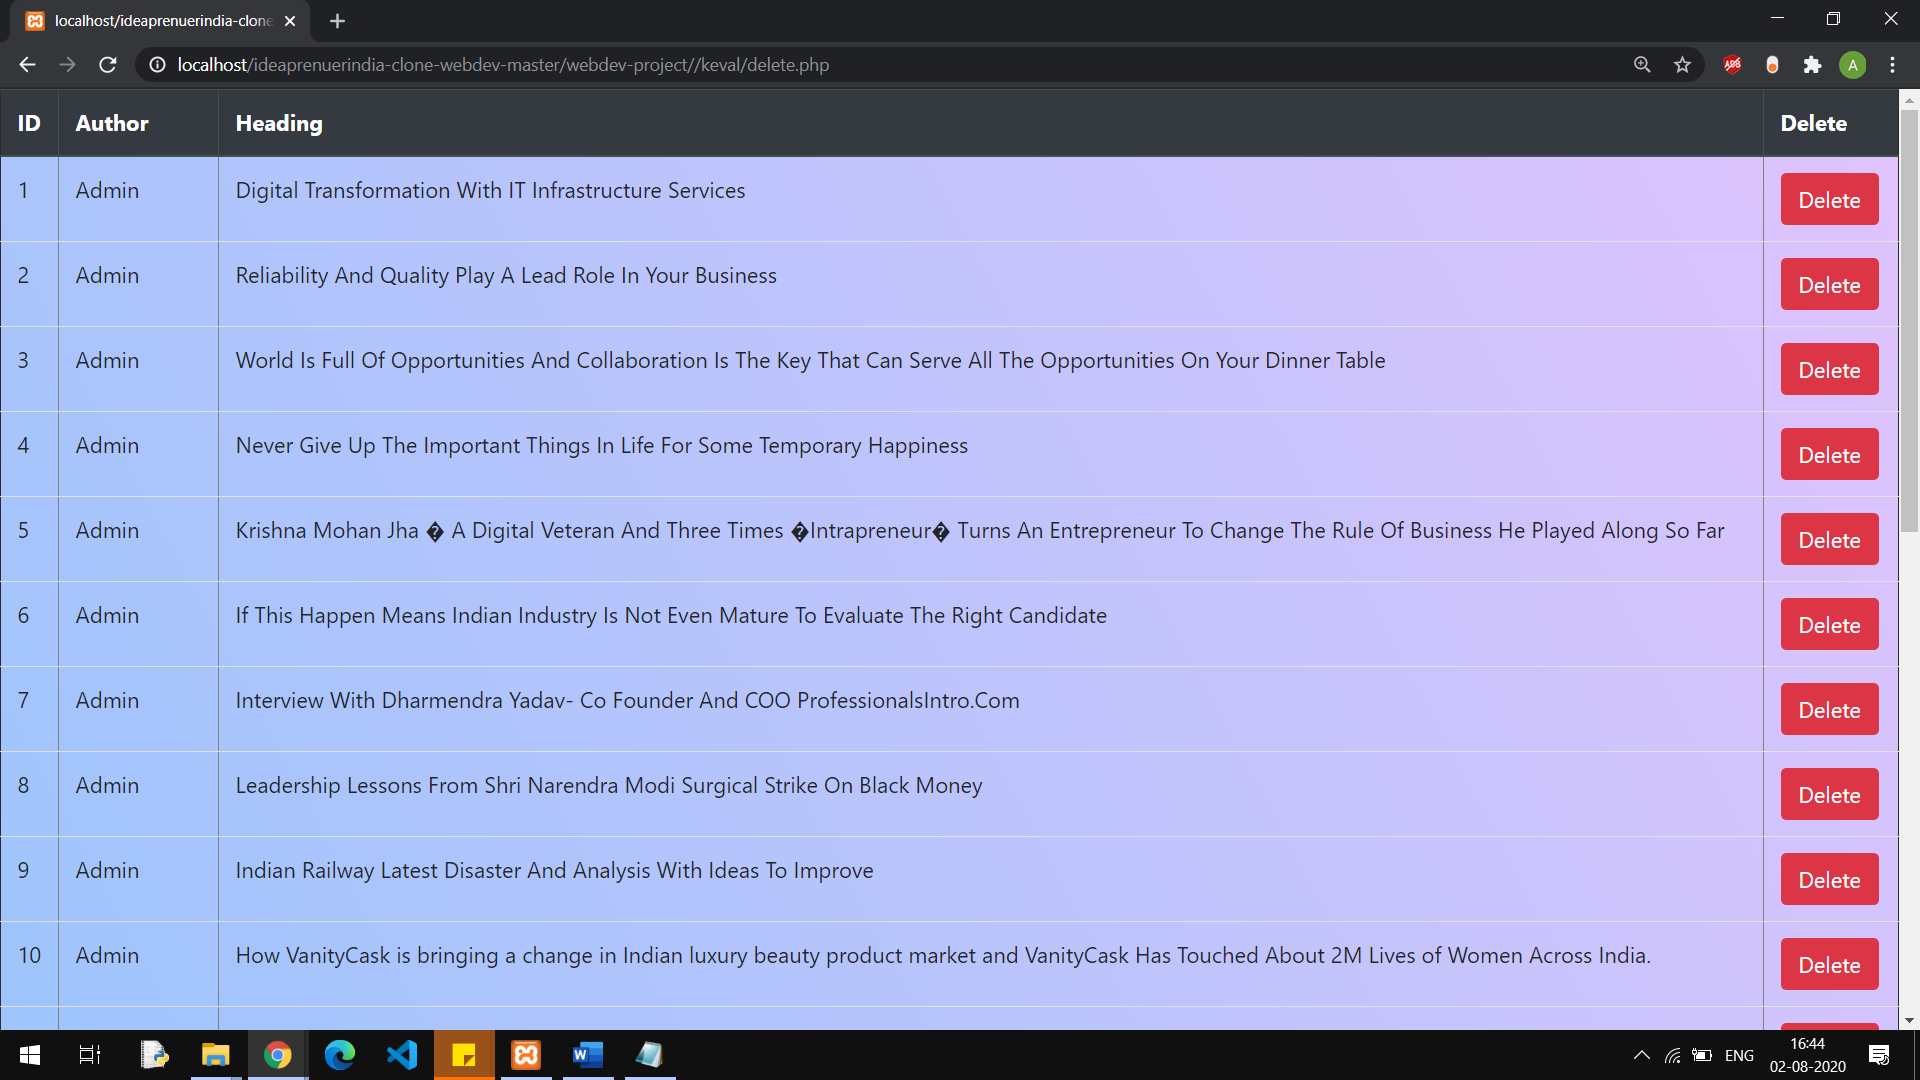 localhost/ideaprenuerindia-clone
localhost/ideaprenuerindia-clone-webdev-master/webdev-project//keval/delete.php
ABP
A
ID Author Heading Delete
1 Admin Digital Transformation With IT Infrastructure Services Delete
2 Admin Reliability And Quality Play A Lead Role In Your Business Delete
3 Admin World Is Full Of Opportunities And Collaboration Is The Key That Can Serve All The Opportunities On Your Dinner Table Delete
4 Admin Never Give Up The Important Things In Life For Some Temporary Happiness Delete
5 Admin Krishna Mohan Jha � A Digital Veteran And Three Times �Intrapreneur� Turns An Entrepreneur To Change The Rule Of Business He Played Along So Far Delete
6 Admin If This Happen Means Indian Industry Is Not Even Mature To Evaluate The Right Candidate Delete
7 Admin Interview With Dharmendra Yadav- Co Founder And COO ProfessionalsIntro.Com Delete
8 Admin Leadership Lessons From Shri Narendra Modi Surgical Strike On Black Money Delete
9 Admin Indian Railway Latest Disaster And Analysis With Ideas To Improve Delete
10 Admin How VanityCask is bringing a change in Indian luxury beauty product market and VanityCask Has Touched About 2M Lives of Women Across India. Delete
W
ENG
16:44
02-08-2020